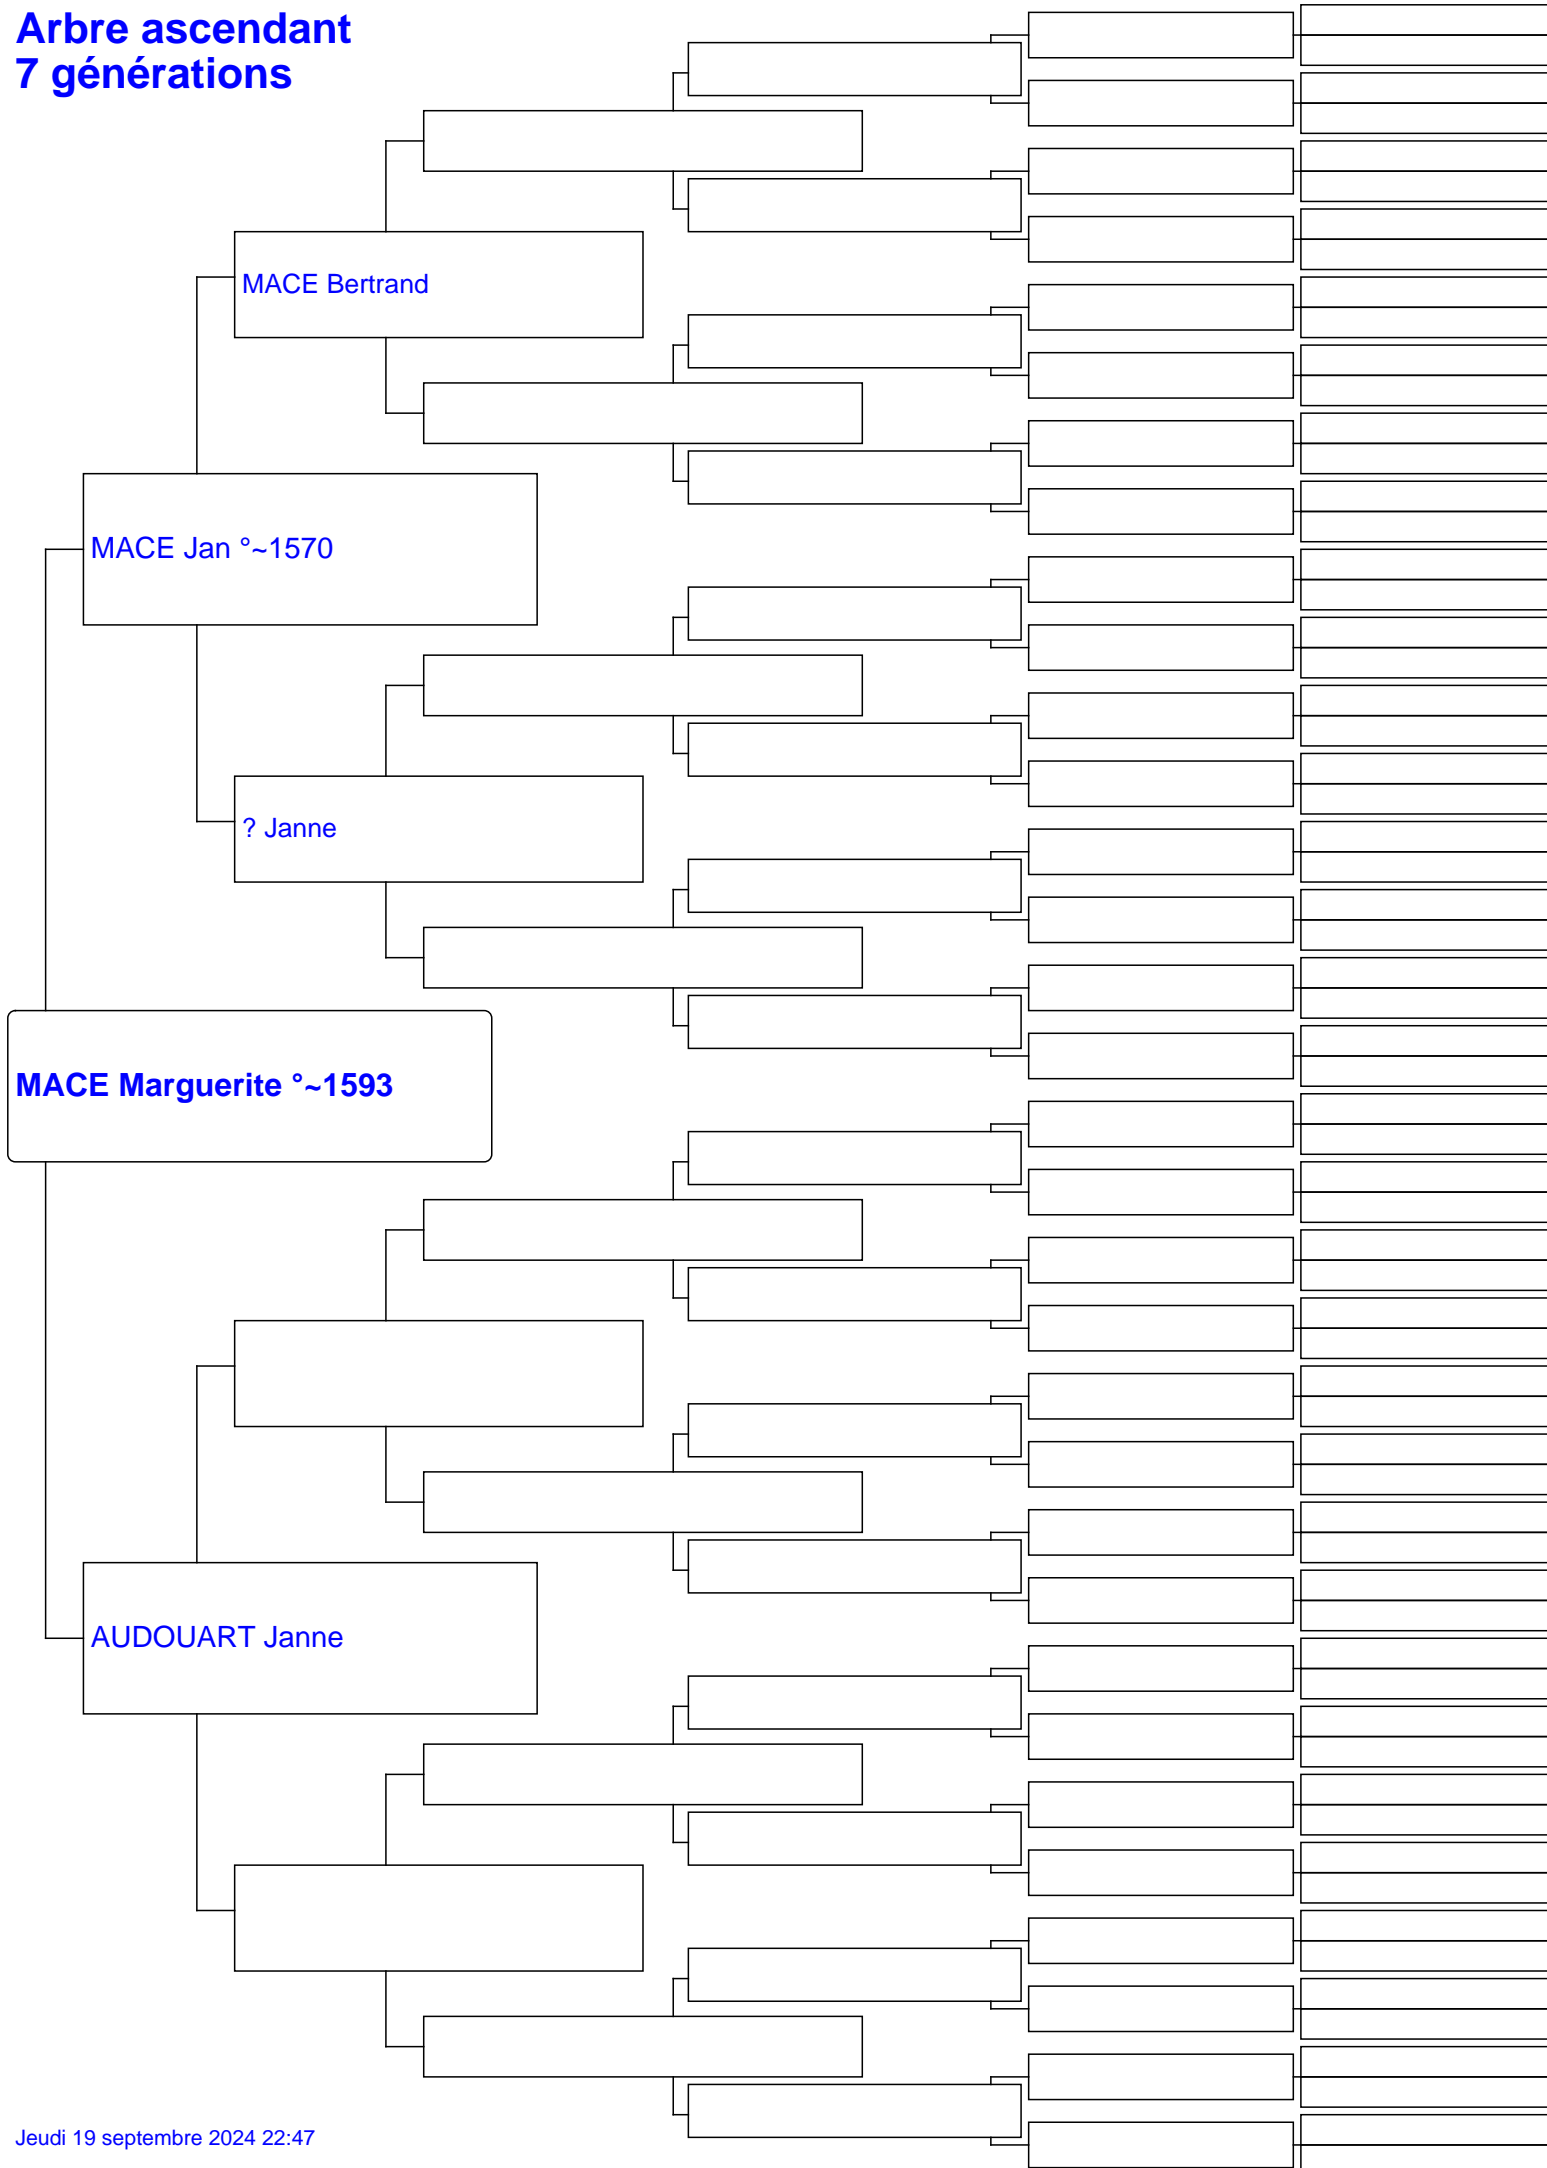 Arbre ascendant
7 générations
MACE Bertrand
MACE Jan °~1570
? Janne
MACE Marguerite °~1593
AUDOUART Janne
Jeudi 19 septembre 2024 22:47